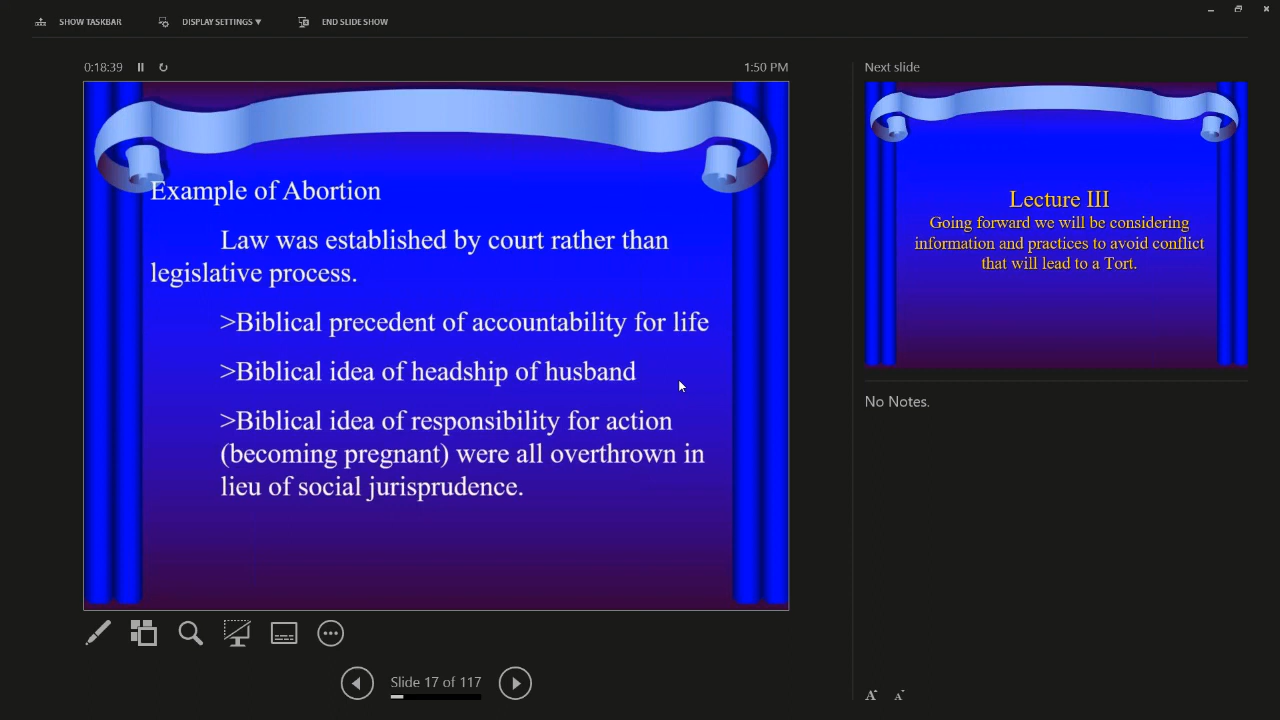 SHOW TASKBAR
DISPLAY SETTINGS ▼
END SLIDE SHOW
0:18:39
1:50 PM
Example of Abortion
Law was established by court rather than
legislative process.
>Biblical precedent of accountability for life
>Biblical idea of headship of husband
>Biblical idea of responsibility for action
(becoming pregnant) were all overthrown in
lieu of social jurisprudence.
Slide 17 of 117
Next slide
Lecture III
Going forward we will be considering
information and practices to avoid conflict
that will lead to a Tort.
No Notes.
A A